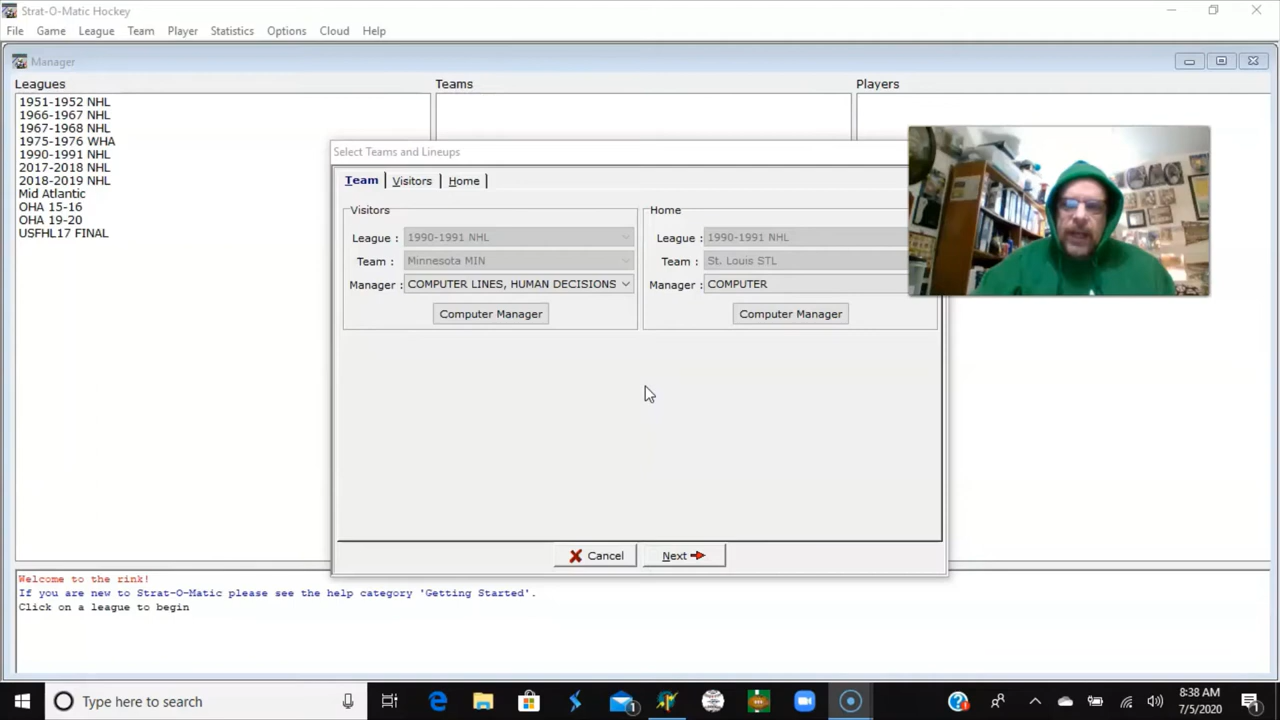 Strat-O-Matic Hockey
File Game League Team Player Statistics Options Cloud Help
Manager
Leagues Teams Players
1951-1952 NHL
1966-1967 NHL
1967-1968 NHL
1975-1976 WHA
1990-1991 NHL
2017-2018 NHL
2018-2019 NHL
Mid Atlantic
OHA 15-16
OHA 19-20
USFHL17 FINAL
Select Teams and Lineups
Team Visitors Home
Visitors
League : 1990-1991 NHL
Team : Minnesota MIN
Manager: COMPUTER LINES, HUMAN DECISIONS
Computer Manager
Home
League : 1990-1991 NHL
Team : St. Louis STL
Manager: COMPUTER
Computer Manager
Cancel Next
Welcome to the rink!
If you are new to Strat-O-Matic please see the help category 'Getting Started'.
Click on a league to begin
Type here to search
1
8:38 AM
7/5/2020
1